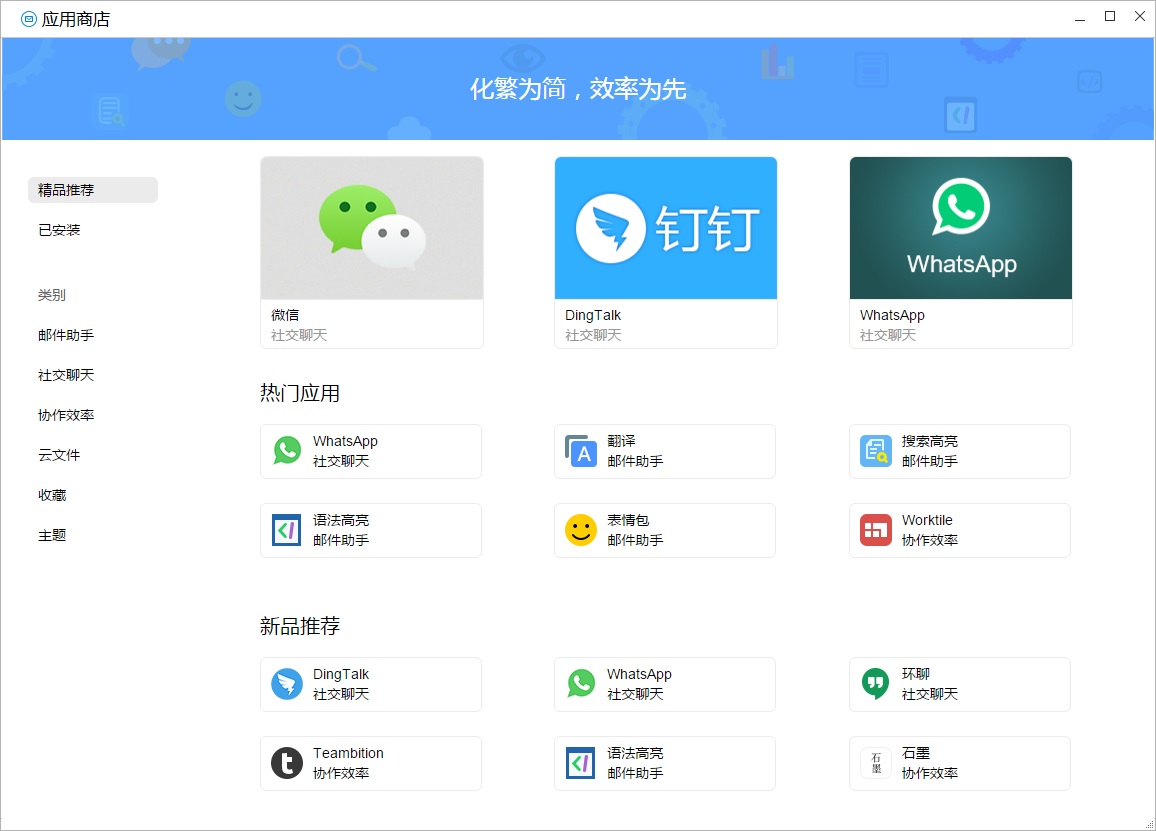 应用商店
化繁为简，效率为先
精品推荐
已安装
类别
邮件助手
社交聊天
协作效率
云文件
收藏
主题
钉钉
WhatsApp
微信
社交聊天
DingTalk
社交聊天
WhatsApp
社交聊天
热门应用
WhatsApp
社交聊天
A
翻译
邮件助手
搜索高亮
邮件助手
语法高亮
邮件助手
表情包
邮件助手
Worktile
协作效率
新品推荐
DingTalk
社交聊天
WhatsApp
社交聊天
环聊
社交聊天
t
Teambition
协作效率
语法高亮
邮件助手
石墨
石墨
协作效率